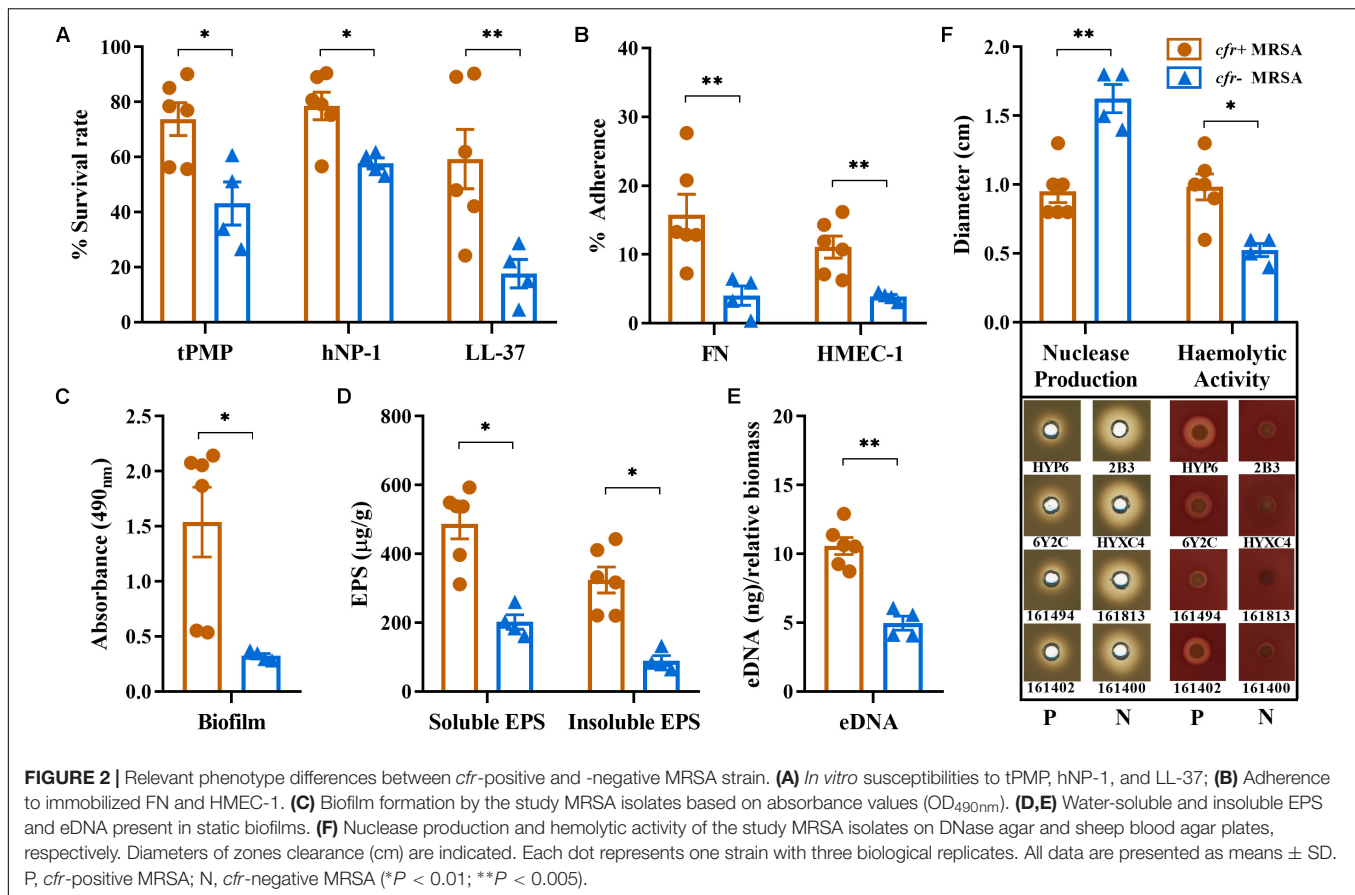 A
% Survival rate
100
80
60
40
20
0
*
*
**
tPMP
hNP-1
LL-37
B
% Adherence
40
30
20
10
0
**
**
FN
HMEC-1
F
cfr+ MRSA
cfr- MRSA
Diameter (cm)
2.0
1.5
1.0
0.5
0.0
**
*
Nuclease Production
Haemolytic Activity
HYP6 2B3 HYP6 2B3
6Y2C HYXC4 6Y2C HYXC4
161494 161813 161494 161813
161402 161400 161402 161400
P N P N
C
Absorbance (490nm)
2.5
2.0
1.5
1.0
0.5
0.0
*
Biofilm
D
EPS (μg/g)
800
600
400
200
0
*
*
Soluble EPS
Insoluble EPS
E
eDNA (ng)/relative biomass
20
15
10
5
0
**
eDNA
FIGURE 2 | Relevant phenotype differences between cfr-positive and -negative MRSA strain. (A) In vitro susceptibilities to tPMP, hNP-1, and LL-37; (B) Adherence
to immobilized FN and HMEC-1. (C) Biofilm formation by the study MRSA isolates based on absorbance values (OD490nm). (D,E) Water-soluble and insoluble EPS
and eDNA present in static biofilms. (F) Nuclease production and hemolytic activity of the study MRSA isolates on DNase agar and sheep blood agar plates,
respectively. Diameters of zones clearance (cm) are indicated. Each dot represents one strain with three biological replicates. All data are presented as means ± SD.
P, cfr-positive MRSA; N, cfr-negative MRSA (*P < 0.01; **P < 0.005).